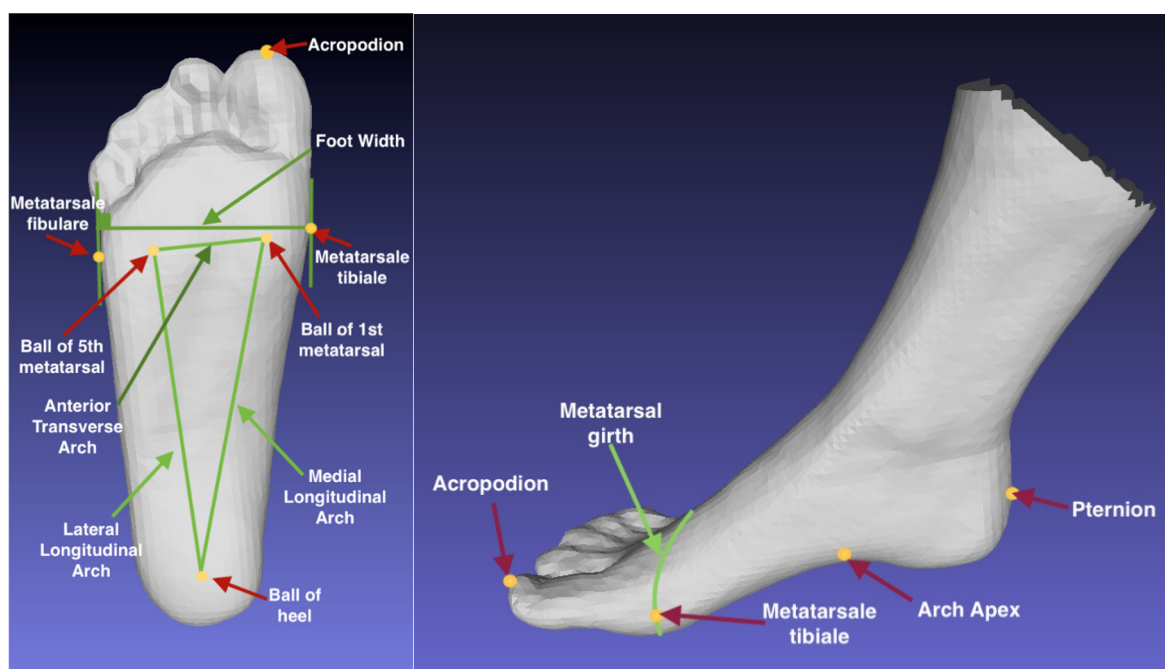 Acropodion
Foot Width
Metatarsale
fibulare
Metatarsale
tibiale
Ball of 1st
metatarsal
Ball of 5th
metatarsal
Anterior
Transverse
Arch
Medial
Longitudinal
Arch
Lateral
Longitudinal
Arch
Ball of
heel
Metatarsal
girth
Acropodion
Pternion
Arch Apex
Metatarsale
tibiale